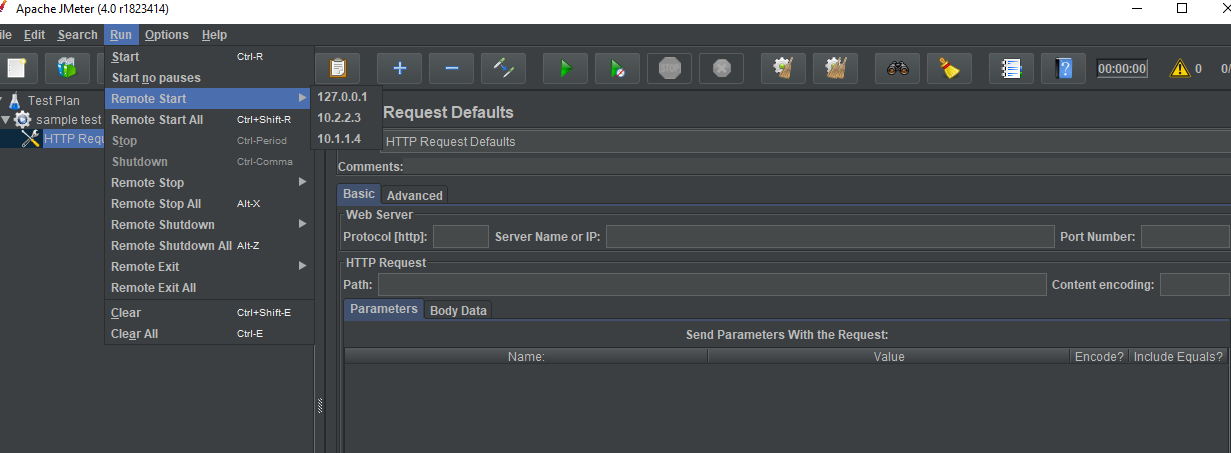 Apache JMeter (4.0 r1823414)
ile Edit Search Run Options Help
00:00:00 0 0/
Start Ctrl-R
Start no pauses
Remote Start
Remote Start All Ctrl+Shift-R
Stop Ctrl-Period
Shutdown Ctrl-Comma
Remote Stop
Remote Stop All Alt-X
Remote Shutdown
Remote Shutdown All Alt-Z
Remote Exit
Remote Exit All
Clear Ctrl+Shift-E
Clear All Ctrl-E
127.0.0.1
10.2.2.3
10.1.1.4
Test Plan
sample test
HTTP Requ
Request Defaults
HTTP Request Defaults
Comments:
Basic Advanced
Web Server
Protocol [http]: Server Name or IP: Port Number:
HTTP Request
Path: Content encoding:
Parameters Body Data
Send Parameters With the Request:
Name: Value Encode? Include Equals?